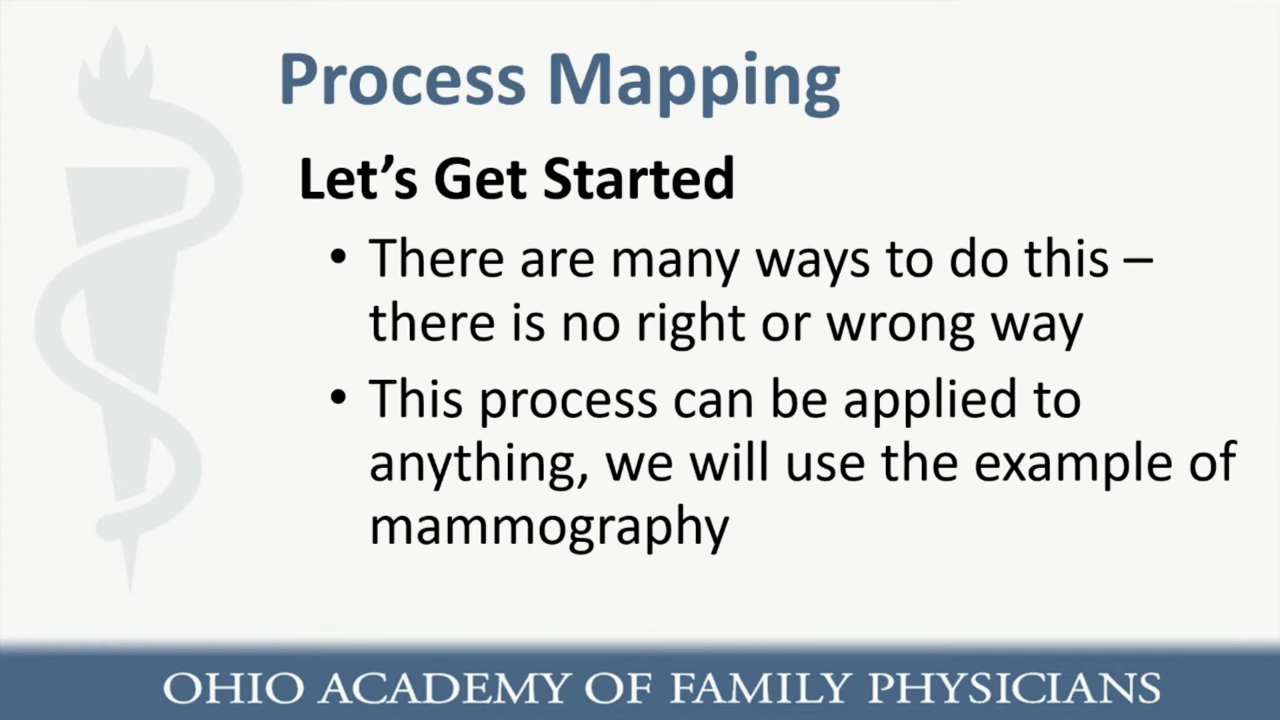 Process Mapping
Let’s Get Started
• There are many ways to do this –
there is no right or wrong way
• This process can be applied to
anything, we will use the example of
mammography
OHIO ACADEMY OF FAMILY PHYSICIANS